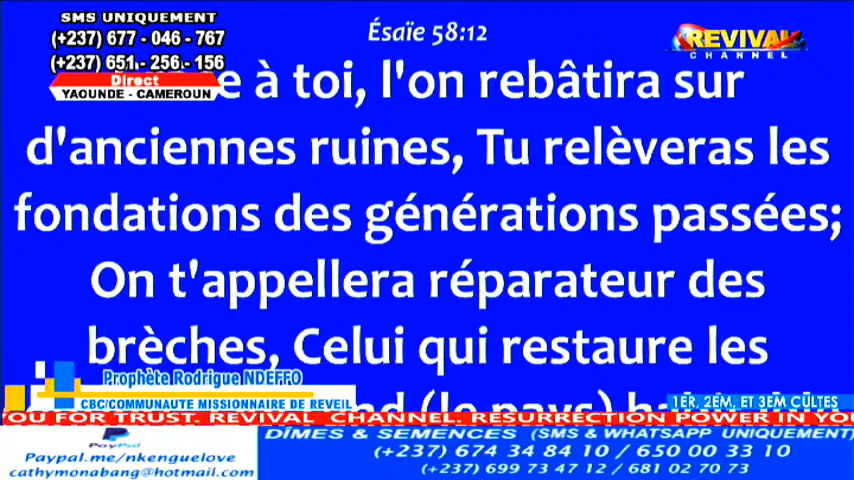 SMS UNIQUEMENT
(+237) 677 - 046 - 767
(+237) 651 - 256 - 156
Direct
YAOUNDE - CAMEROUN
Ésaïe 58:12
REVIVAL
CHANNEL
à toi, l'on rebâtira sur
d'anciennes ruines, Tu relèveras les
fondations des générations passées;
On t'appellera réparateur des
brèches, Celui qui restaure les
(le pays)
Prophète Rodrigue NDEFFO
CBC/COMMUNAUTE MISSIONNAIRE DE REVEIL
1ER, 2EM, ET 3EM CULTES
YOU FOR TRUST. REVIVAL CHANNEL. RESURRECTION POWER IN YOU
PayPal
Paypal.me/nkenguelove
cathymonabang@hotmail.com
DÎMES & SEMENCES (SMS & WHATSAPP UNIQUEMENT)
(+237) 674 34 84 10 / 650 00 33 10
(+237) 699 73 47 12 / 681 02 70 73